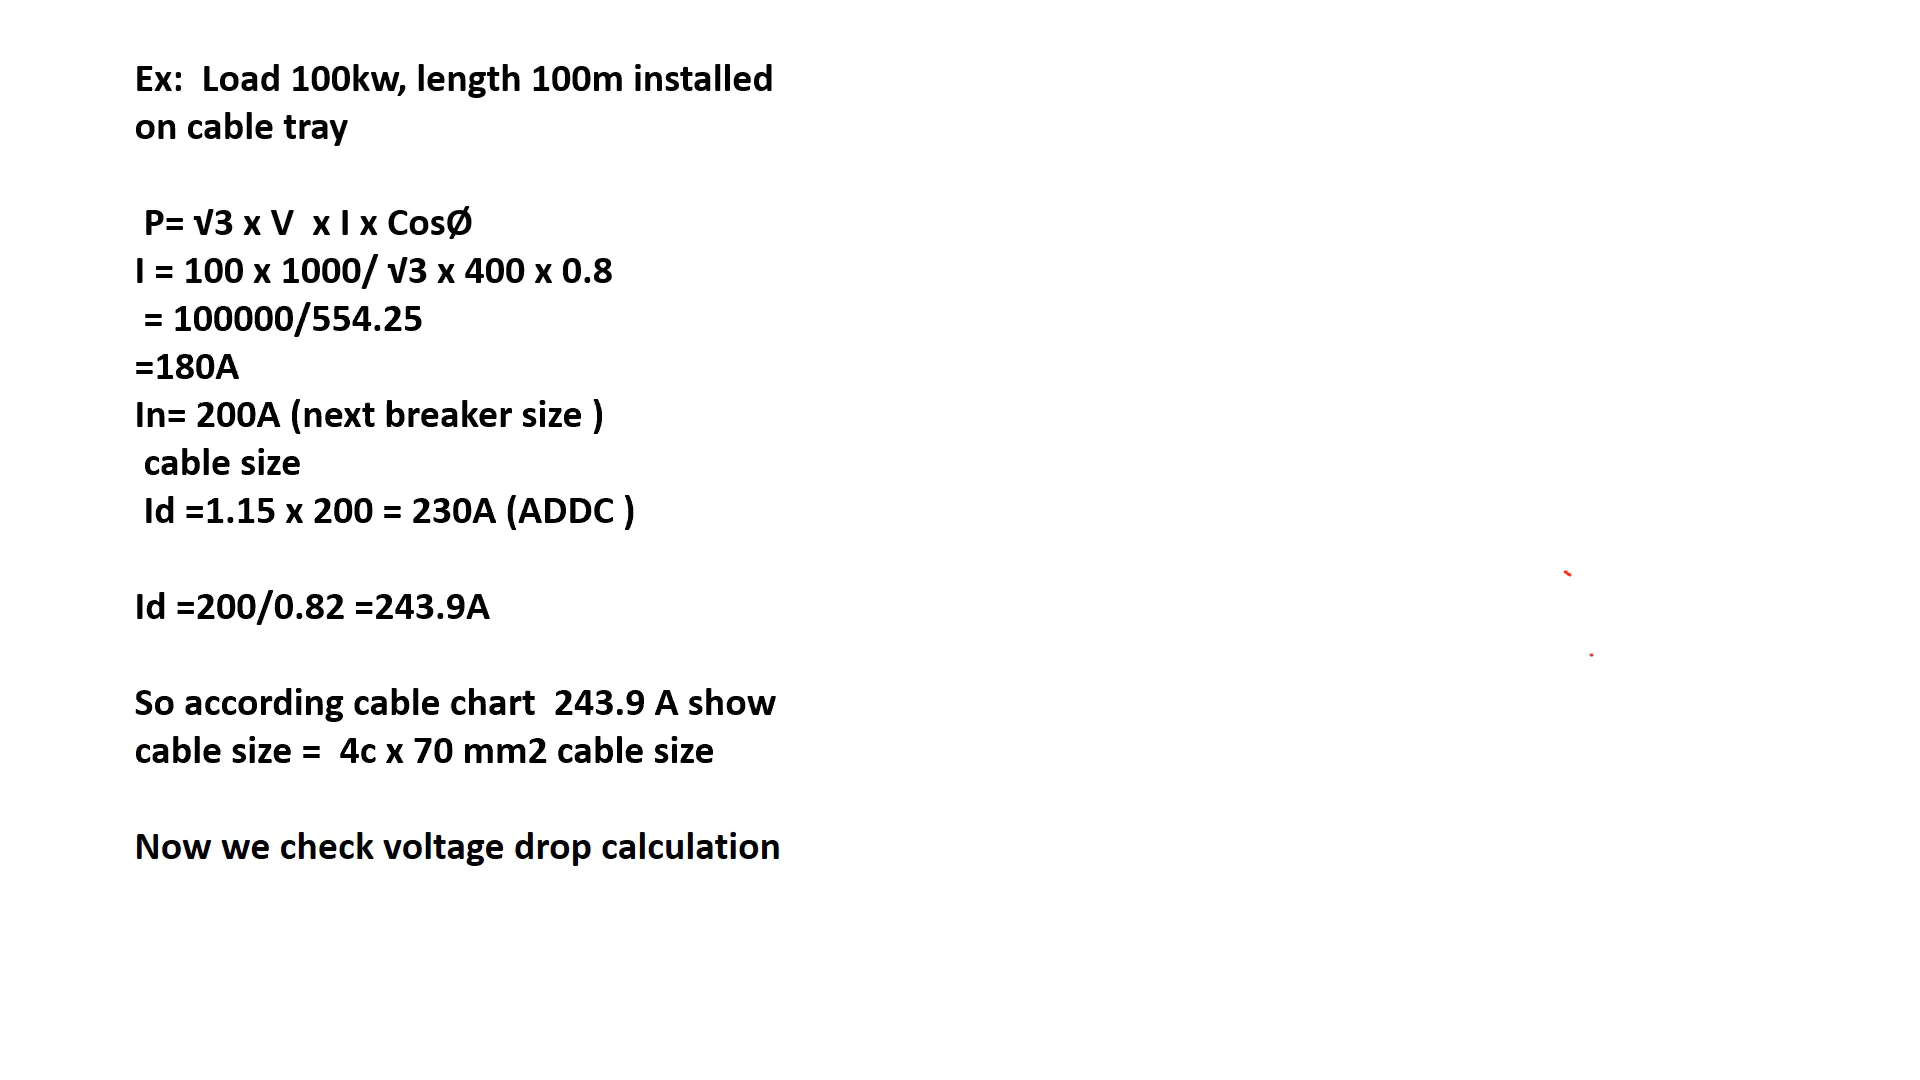 Ex:  Load 100kw, length 100m installed
on cable tray
P= √3 x V  x I x CosØ
I = 100 x 1000/ √3 x 400 x 0.8
= 100000/554.25
=180A
In= 200A (next breaker size )
cable size
Id =1.15 x 200 = 230A (ADDC )
Id =200/0.82 =243.9A
So according cable chart  243.9 A show
cable size =  4c x 70 mm2 cable size
Now we check voltage drop calculation